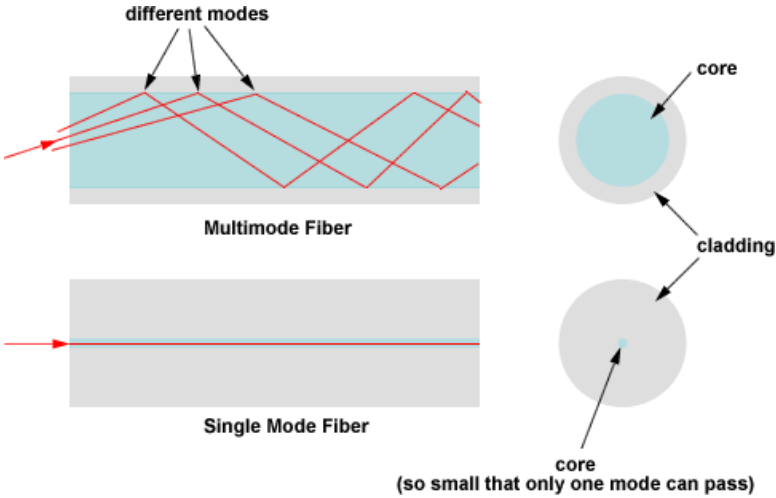 different modes
core
Multimode Fiber
cladding
Single Mode Fiber
core
(so small that only one mode can pass)